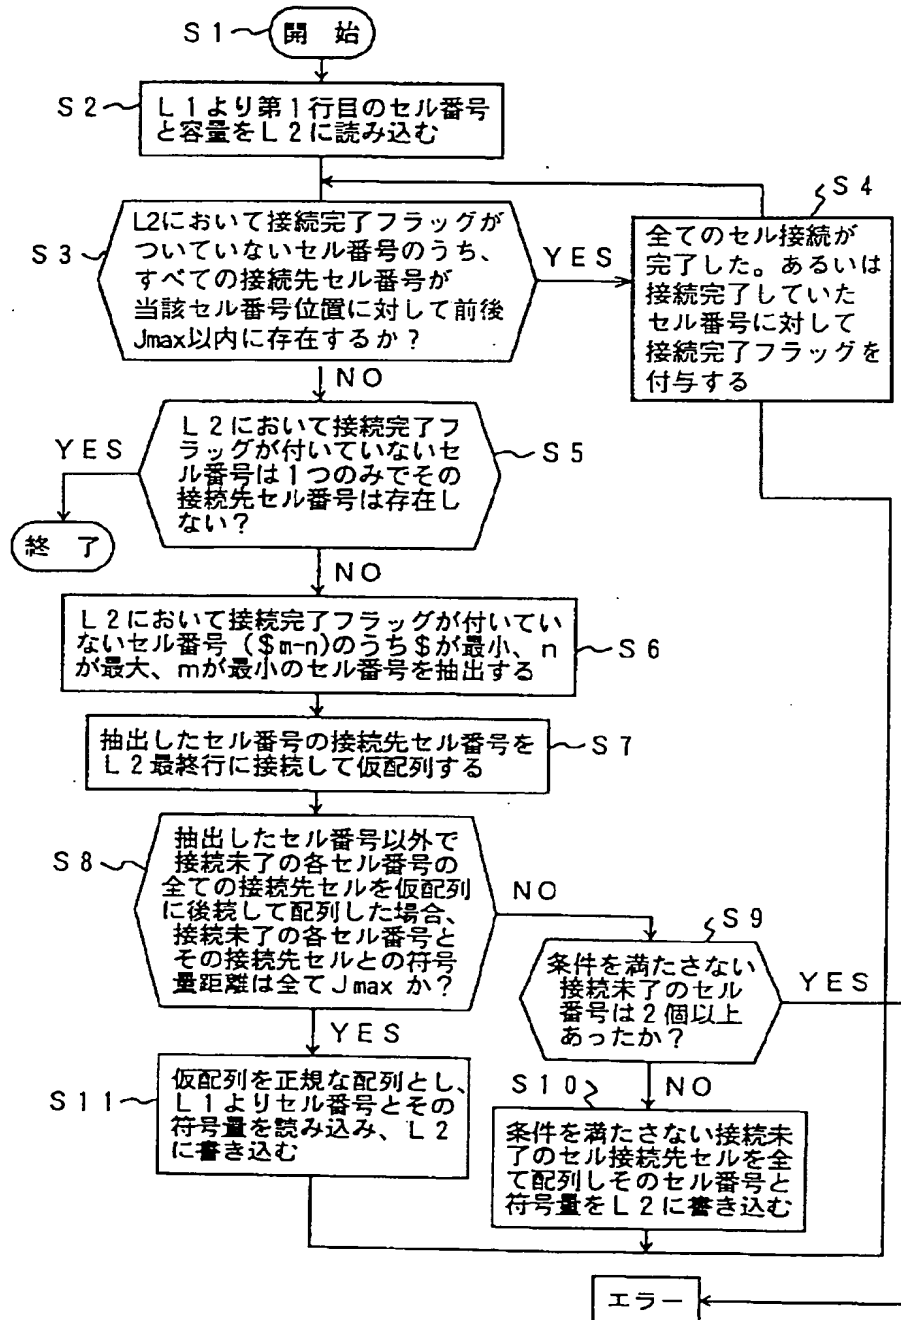 S1
開 始
S2
L1より第1行目のセル番号
と容量をL2に読み込む
S3
L2において接続完了フラッグが
ついていないセル番号のうち、
すべての接続先セル番号が
当該セル番号位置に対して前後
Jmax以内に存在するか?
YES
S4
全てのセル接続が
完了した。あるいは
接続完了していた
セル番号に対して
接続完了フラッグを
付与する
NO
S5
L2において接続完了フ
ラッグが付いていないセ
ル番号は1つのみでその
接続先セル番号は存在し
ない?
YES
終 了
NO
S6
L2において接続完了フラッグが付いてい
ないセル番号($m-n)のうち$が最小、n
が最大、mが最小のセル番号を抽出する
S7
抽出したセル番号の接続先セル番号を
L2最終行に接続して仮配列する
S8
抽出したセル番号以外で
接続未了の各セル番号の
全ての接続先セルを仮配列
に後続して配列した場合、
接続未了の各セル番号と
その接続先セルとの符号
量距離は全てJmaxか?
NO
S9
条件を満たさない
接続未了のセル
番号は2個以上
あったか?
YES
YES
S11
仮配列を正規な配列とし、
L1よりセル番号とその
符号量を読み込み、L2
に書き込む
S10
NO
条件を満たさない接続未
了のセル接続先セルを全
て配列しそのセル番号と
符号量をL2に書き込む
エラー